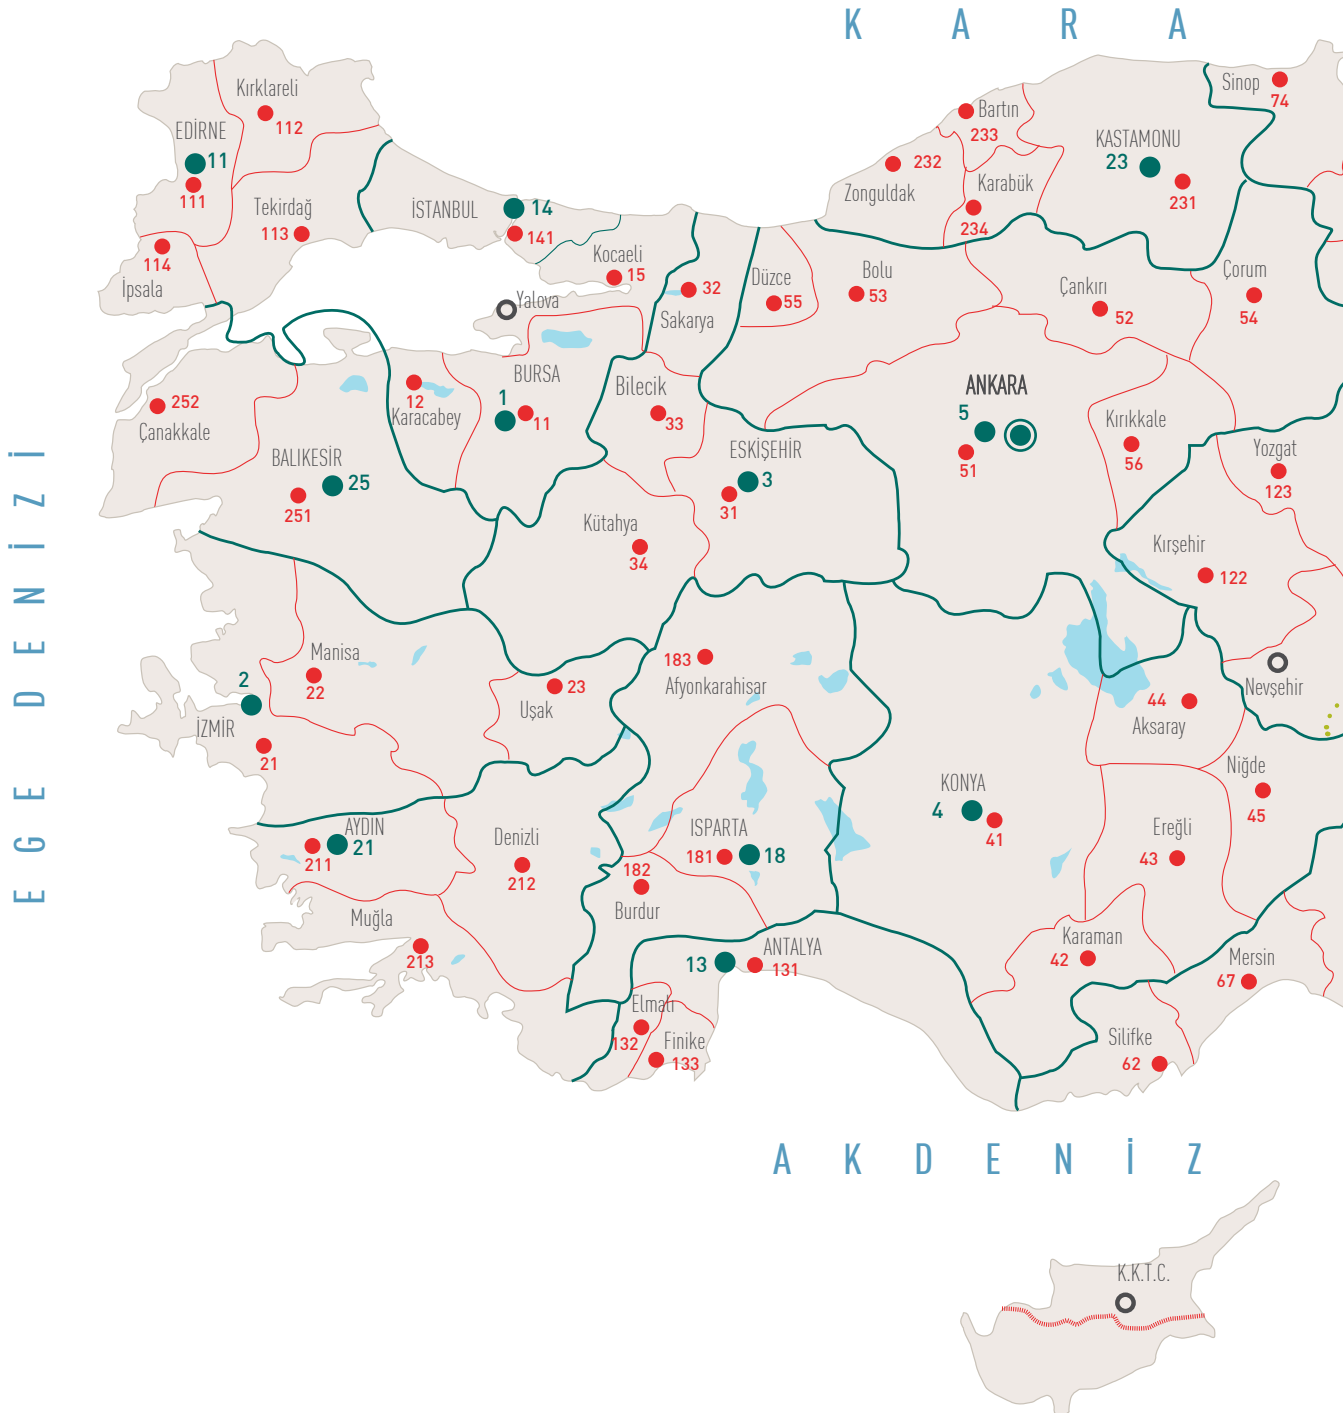 K A R A
Kırklareli
112
EDİRNE
11
111
Tekirdağ
113
114
İpsala
İSTANBUL
14
141
Kocaeli
15
Yalova
32
Sakarya
Düzce
55
Bolu
53
Bartın
233
232
Zonguldak
Karabük
234
KASTAMONU
23
231
Sinop
74
Çankırı
52
Çorum
54
252
Çanakkale
12
Karacabey
BURSA
1
11
Bilecik
33
BALIKESİR
25
251
ESKİŞEHİR
3
31
Kütahya
34
ANKARA
5
51
Kırıkkale
56
Yozgat
123
Kırşehir
122
Nevşehir
EGE DENİZİ
Manisa
22
2
İZMİR
21
23
Uşak
183
Afyonkarahisar
44
Aksaray
Niğde
45
KONYA
4
41
Ereğli
43
AYDIN
21
211
Denizli
212
ISPARTA
181
18
182
Burdur
Muğla
213
ANTALYA
13
131
Karaman
42
Mersin
67
Elmalı
132
Finike
133
Silifke
62
A K D E N İ Z
K.K.T.C.